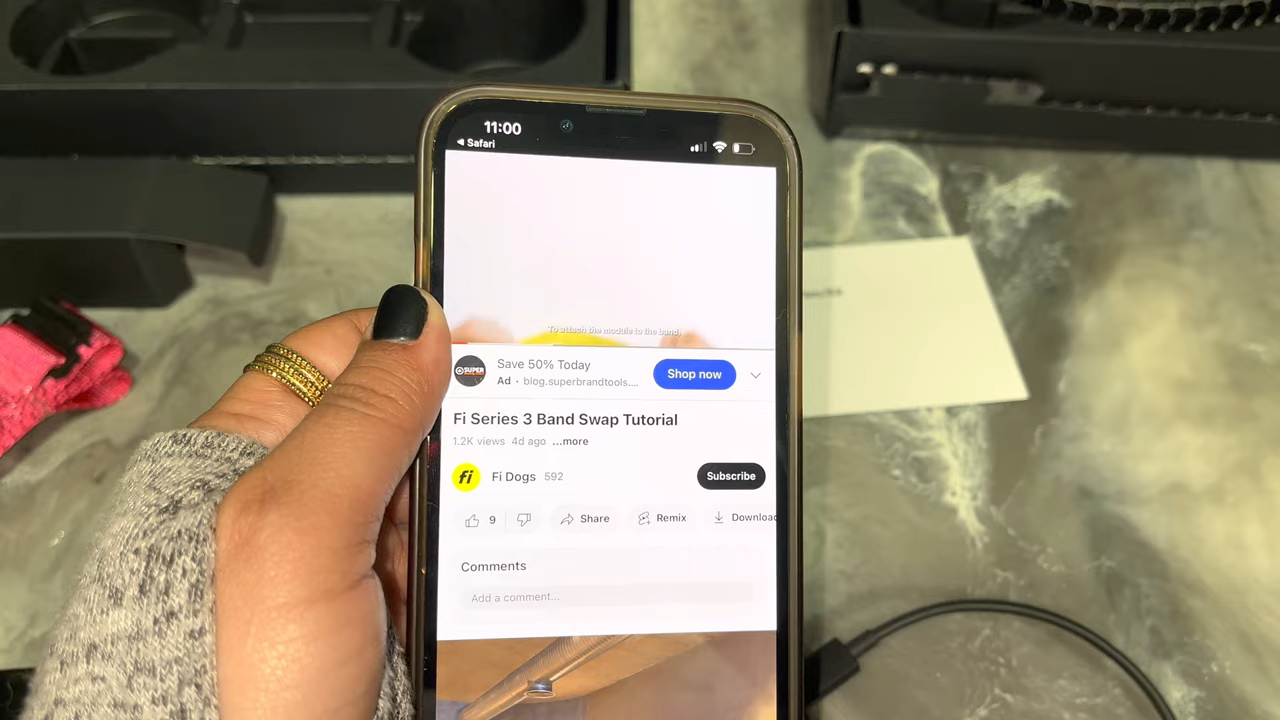 11:00
◀ Safari
To attach the module to the band,
SUPER
Save 50% Today
Ad · blog.superbrandtools....
Shop now
Fi Series 3 Band Swap Tutorial
1.2K views 4d ago ...more
fi
Fi Dogs 592
Subscribe
9
Share
Remix
Downloac
Comments
Add a comment...